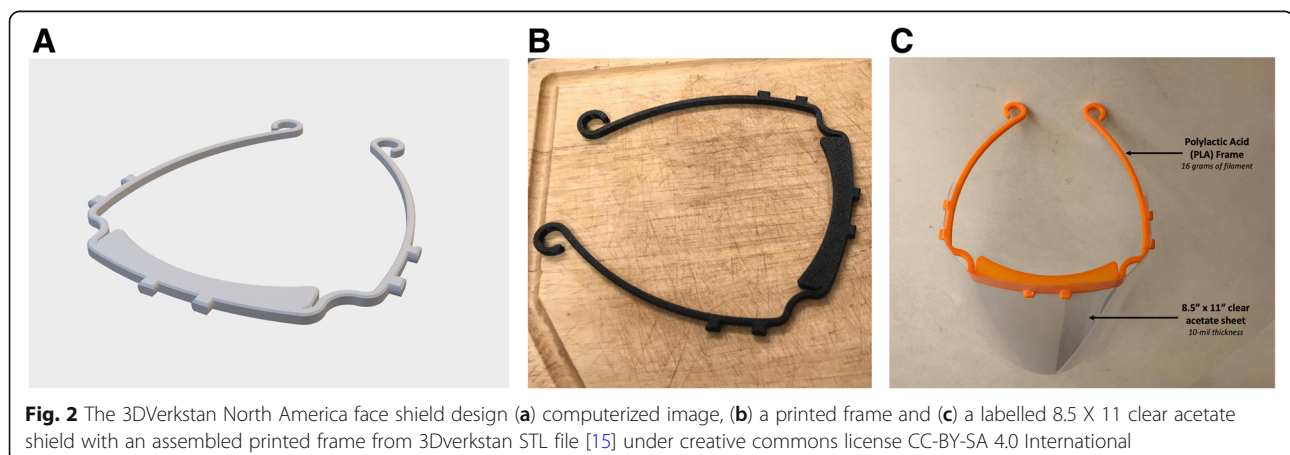 A
B
C
Polylactic Acid
(PLA) Frame
16 grams of filament
8.5” x 11” clear
acetate sheet
10-mil thickness
Fig. 2 The 3DVerkstan North America face shield design (a) computerized image, (b) a printed frame and (c) a labelled 8.5 X 11 clear acetate
shield with an assembled printed frame from 3Dverkstan STL file [15] under creative commons license CC-BY-SA 4.0 International